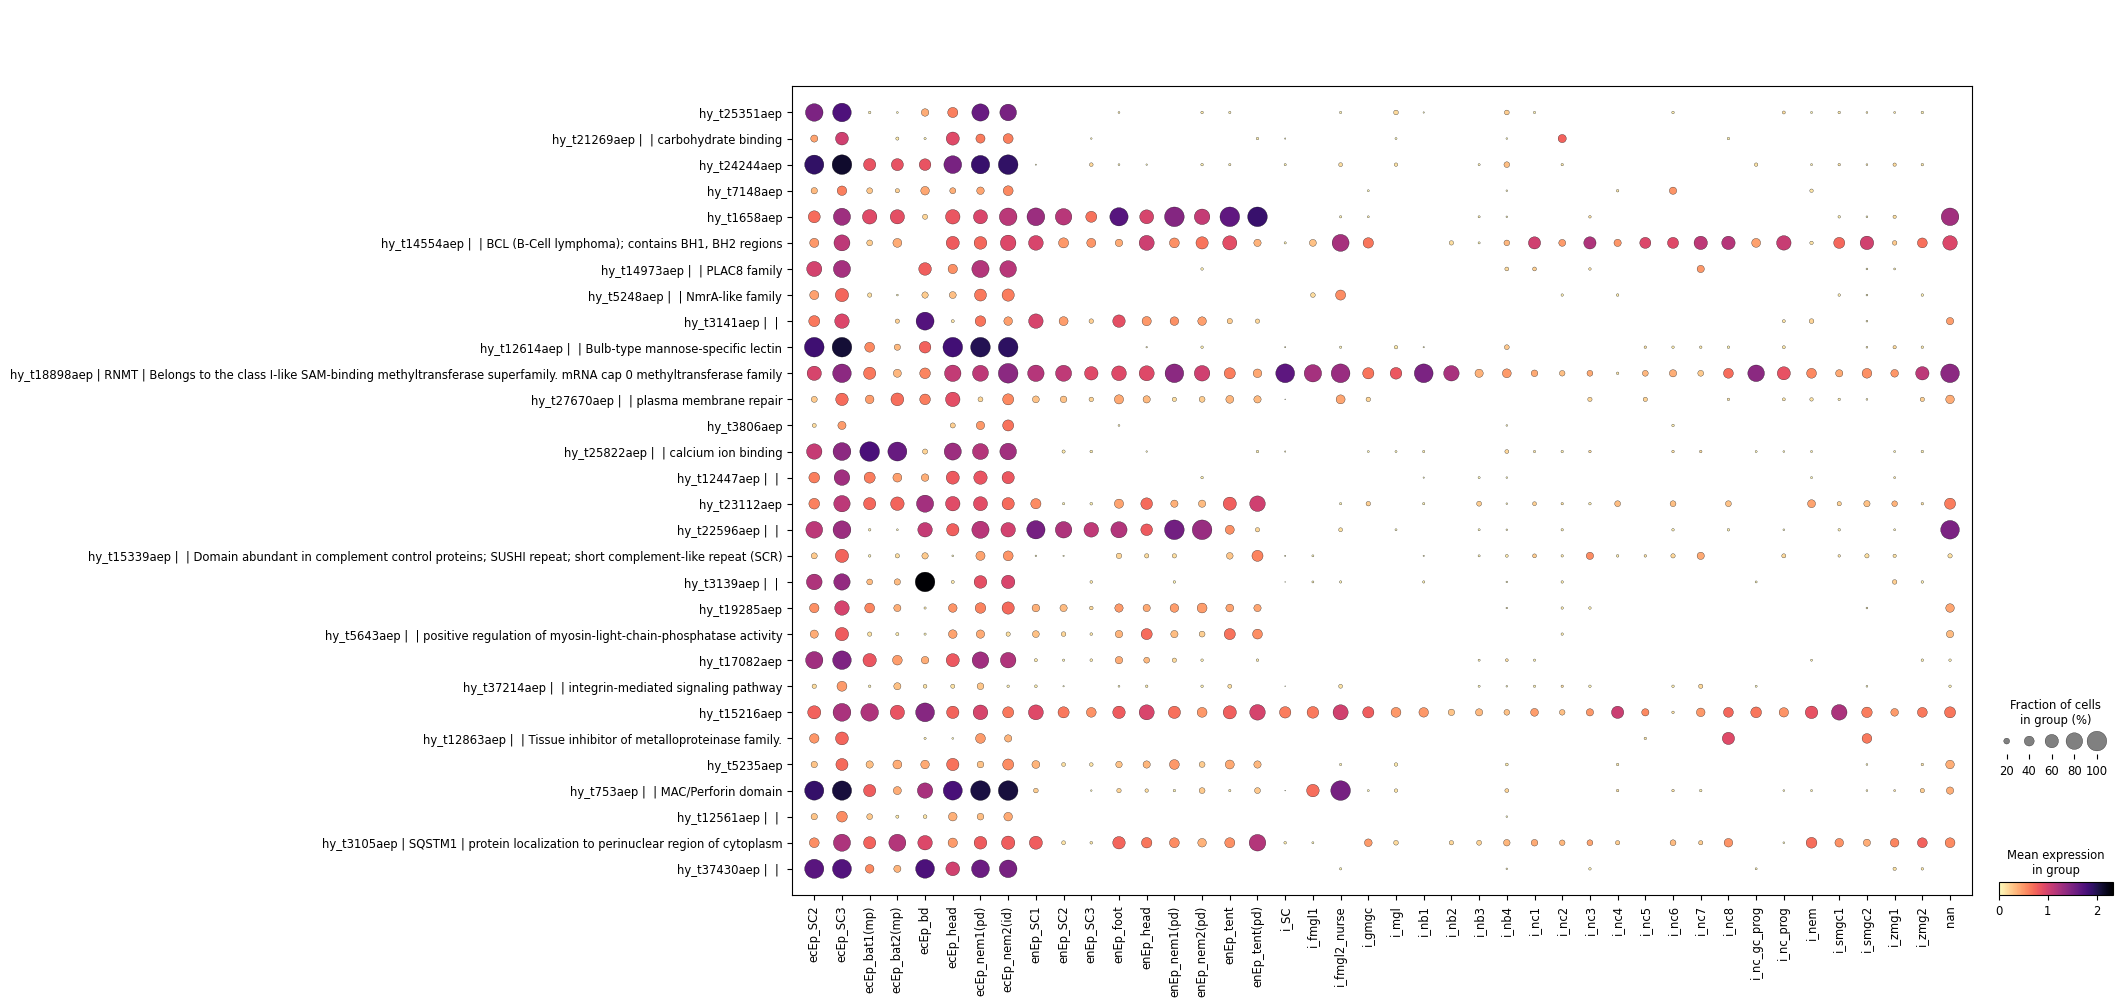 hy_t25351aep
hy_t21269aep | | carbohydrate binding
hy_t24244aep
hy_t7148aep
hy_t1658aep
hy_t14554aep | | BCL (B-Cell lymphoma); contains BH1, BH2 regions
hy_t14973aep | | PLAC8 family
hy_t5248aep | | NmrA-like family
hy_t3141aep | |
hy_t12614aep | | Bulb-type mannose-specific lectin
hy_t18898aep | RNMT | Belongs to the class I-like SAM-binding methyltransferase superfamily. mRNA cap 0 methyltransferase family
hy_t27670aep | | plasma membrane repair
hy_t3806aep
hy_t25822aep | | calcium ion binding
hy_t12447aep | |
hy_t23112aep
hy_t22596aep | |
hy_t15339aep | | Domain abundant in complement control proteins; SUSHI repeat; short complement-like repeat (SCR)
hy_t3139aep | |
hy_t19285aep
hy_t5643aep | | positive regulation of myosin-light-chain-phosphatase activity
hy_t17082aep
hy_t37214aep | | integrin-mediated signaling pathway
hy_t15216aep
hy_t12863aep | | Tissue inhibitor of metalloproteinase family.
hy_t5235aep
hy_t753aep | | MAC/Perforin domain
hy_t12561aep | |
hy_t3105aep | SQSTM1 | protein localization to perinuclear region of cytoplasm
hy_t37430aep | |
ecEp_SC2
ecEp_SC3
ecEp_bat1(mp)
ecEp_bat2(mp)
ecEp_bd
ecEp_head
ecEp_nem1(pd)
ecEp_nem2(id)
enEp_SC1
enEp_SC2
enEp_SC3
enEp_foot
enEp_head
enEp_nem1(pd)
enEp_nem2(pd)
enEp_tent
enEp_tent(pd)
i_SC
i_fmgl1
i_fmgl2_nurse
i_gmgc
i_mgl
i_nb1
i_nb2
i_nb3
i_nb4
i_nc1
i_nc2
i_nc3
i_nc4
i_nc5
i_nc6
i_nc7
i_nc8
i_nc_gc_prog
i_nc_prog
i_nem
i_smgc1
i_smgc2
i_zmg1
i_zmg2
nan
Fraction of cells
in group (%)
20 40 60 80 100
Mean expression
in group
0 1 2